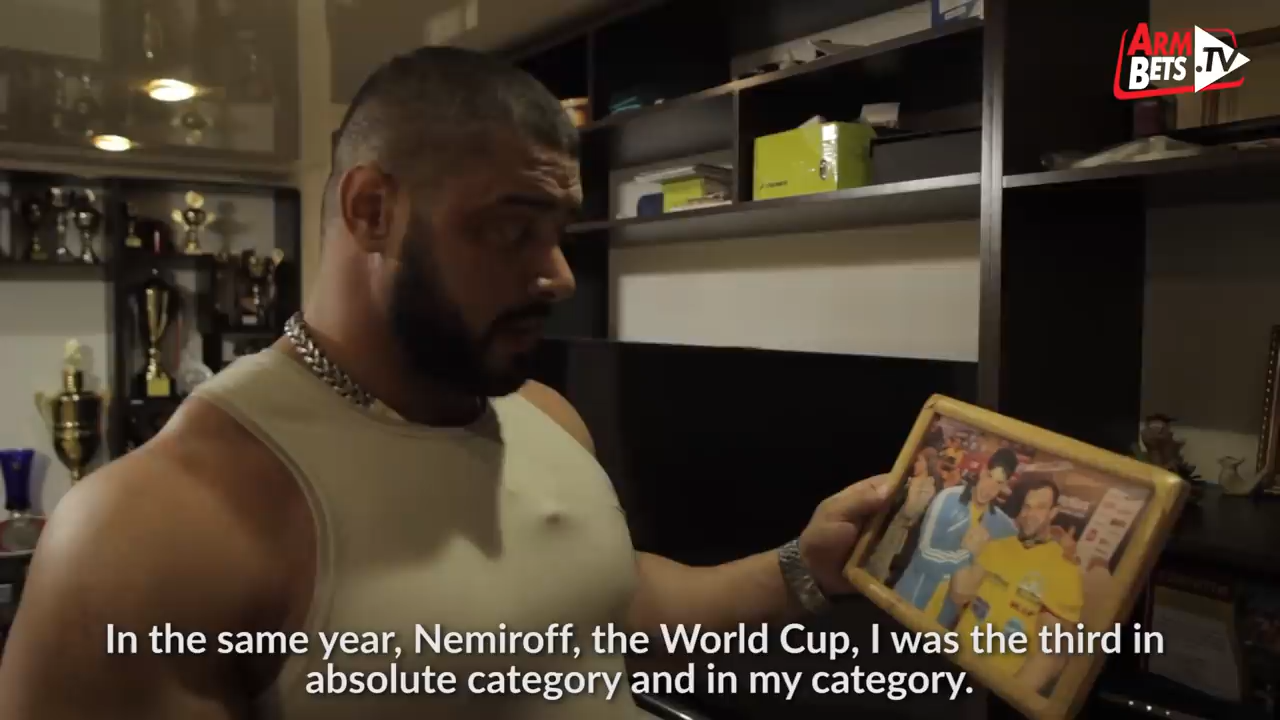 ARM
BETS .TV
In the same year, Nemiroff, the World Cup, I was the third in
absolute category and in my category.